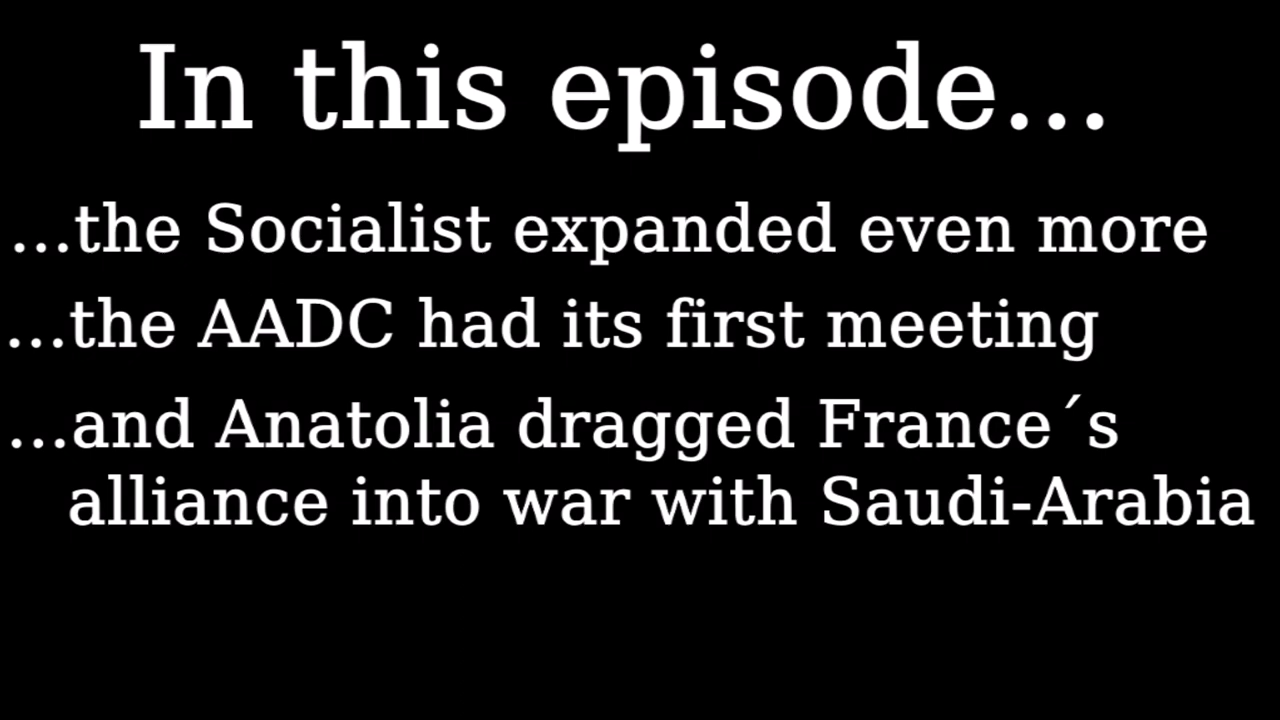 In this episode...
...the Socialist expanded even more
...the AADC had its first meeting
...and Anatolia dragged France´s
alliance into war with Saudi-Arabia